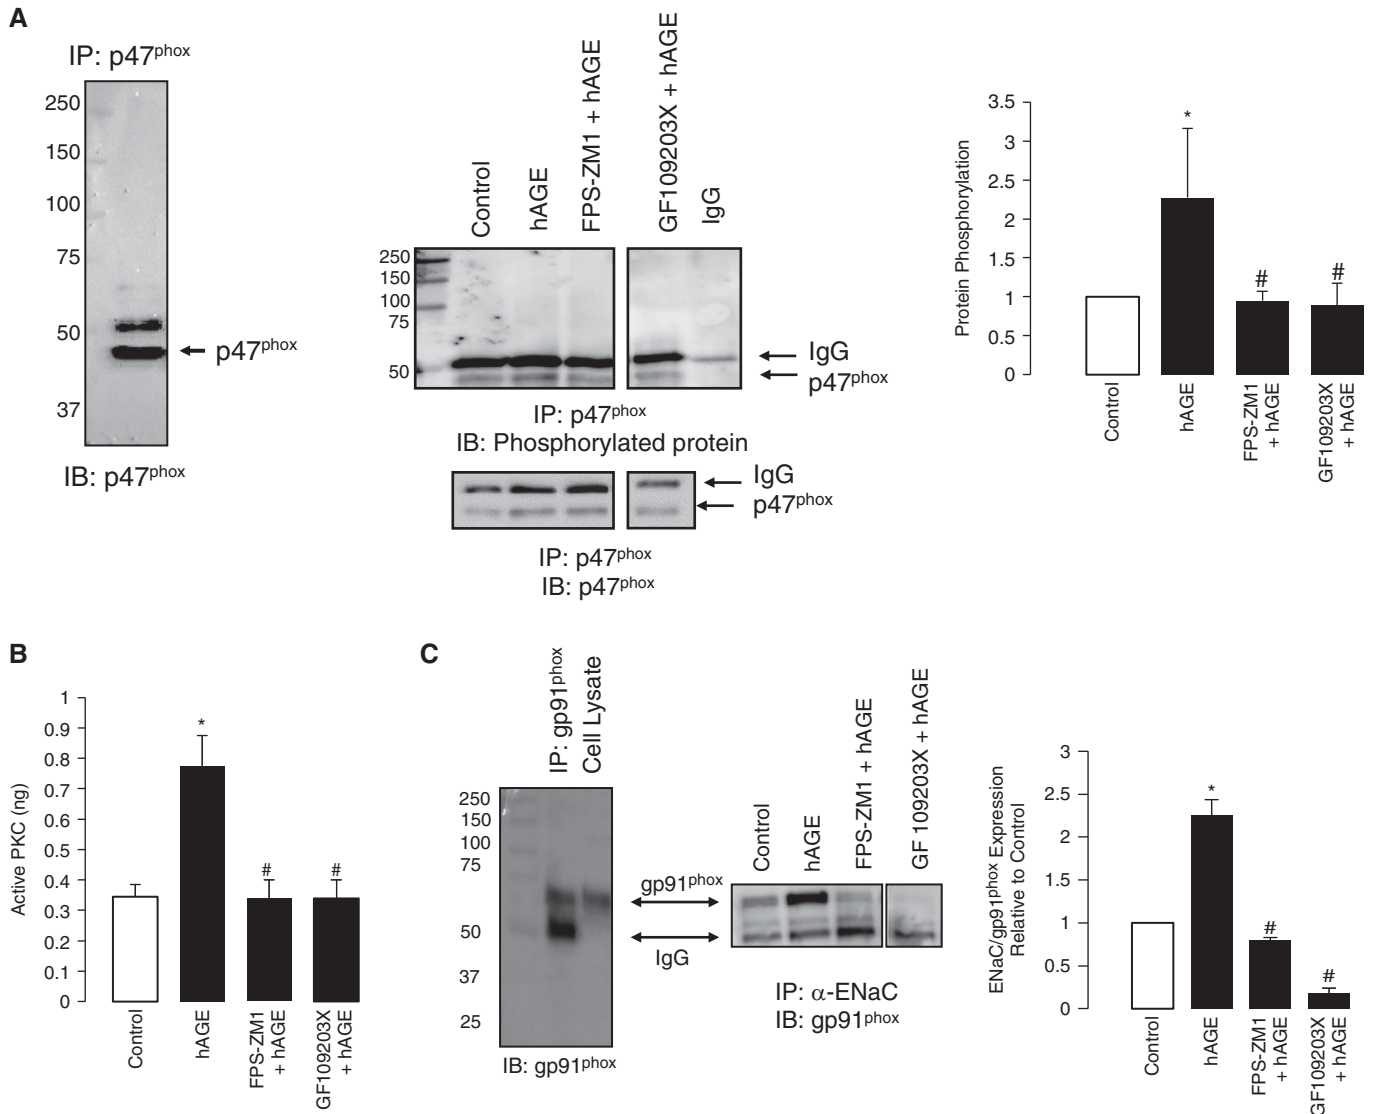 A
IP: p47phox
250
150
100
75
50
37
p47phox
IB: p47phox
Control
hAGE
FPS-ZM1 + hAGE
GF109203X + hAGE
IgG
250
150
100
75
50
IgG
p47phox
IP: p47phox
IB: Phosphorylated protein
IgG
p47phox
IP: p47phox
IB: p47phox
Protein Phosphorylation
3.5
3
2.5
2
1.5
1
0.5
0
*
#
#
Control
hAGE
FPS-ZM1
+ hAGE
GF109203X
+ hAGE
B
Active PKC (ng)
1
0.9
0.8
0.7
0.6
0.5
0.4
0.3
0.2
0.1
0
*
#
#
Control
hAGE
FPS-ZM1
+ hAGE
GF109203X
+ hAGE
C
IP: gp91phox
Cell Lysate
250
150
100
75
50
37
25
IB: gp91phox
gp91phox
IgG
Control
hAGE
FPS-ZM1 + hAGE
GF109203X + hAGE
IP: α-ENaC
IB: gp91phox
ENaC/gp91phox Expression
Relative to Control
3
2.5
2
1.5
1
0.5
0
*
#
#
Control
hAGE
FPS-ZM1
+ hAGE
GF109203X
+ hAGE